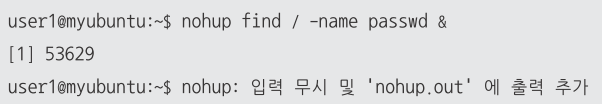 user1@myubuntu:~$ nohup find / -name passwd &
[1] 53629
user1@myubuntu:~$ nohup: 입력 무시 및 'nohup.out' 에 출력 추가